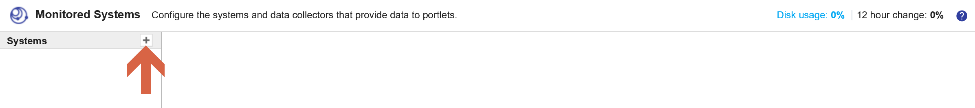 Monitored Systems Configure the systems and data collectors that provide data to portlets. Disk usage: 0% | 12 hour change: 0% ?
Systems +